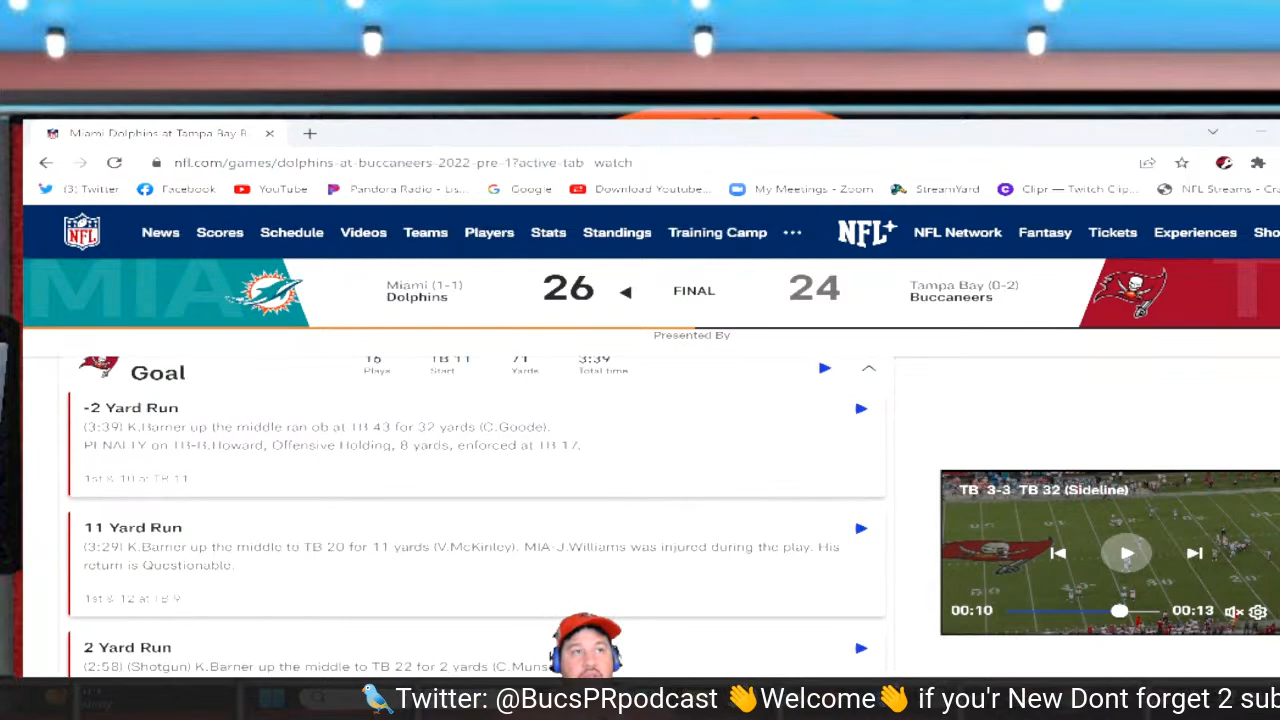 Miami Dolphins at Tampa Bay B
nfl.com/games/dolphins-at-buccaneers-2022-pre-1?active-tab watch
(3) Twitter Facebook YouTube Pandora Radio - Lis... Google Download Youtube... My Meetings - Zoom StreamYard Clipr — Twitch Clip... NFL Streams - Cr
NFL News Scores Schedule Videos Teams Players Stats Standings Training Camp ••• NFL+ NFL Network Fantasy Tickets Experiences Sho
MIA Miami (1-1) 26 FINAL 24 Tampa Bay (0-2) T
Dolphins Buccaneers
Presented By
Goal
16 TB 11 71 3:39
Plays Start Yards Total time
-2 Yard Run
(3:39) K.Barner up the middle ran ob at TB 43 for 32 yards (C.Goode).
PENALTY on TB-B.Howard, Offensive Holding, 8 yards, enforced at TB 17.
1st & 10 at TB 11
11 Yard Run
(3:29) K.Barner up the middle to TB 20 for 11 yards (V.McKinley). MIA-J.Williams was injured during the play. His
return is Questionable.
1st & 12 at TB 9
2 Yard Run
(2:58) (Shotgun) K.Barner up the middle to TB 22 for 2 yards (C.Muns
TB 3-3 TB 32 (Sideline)
00:10 00:13
Twitter: @BucsPRpodcast 👋Welcome👋 if you'r New Dont forget 2 sub